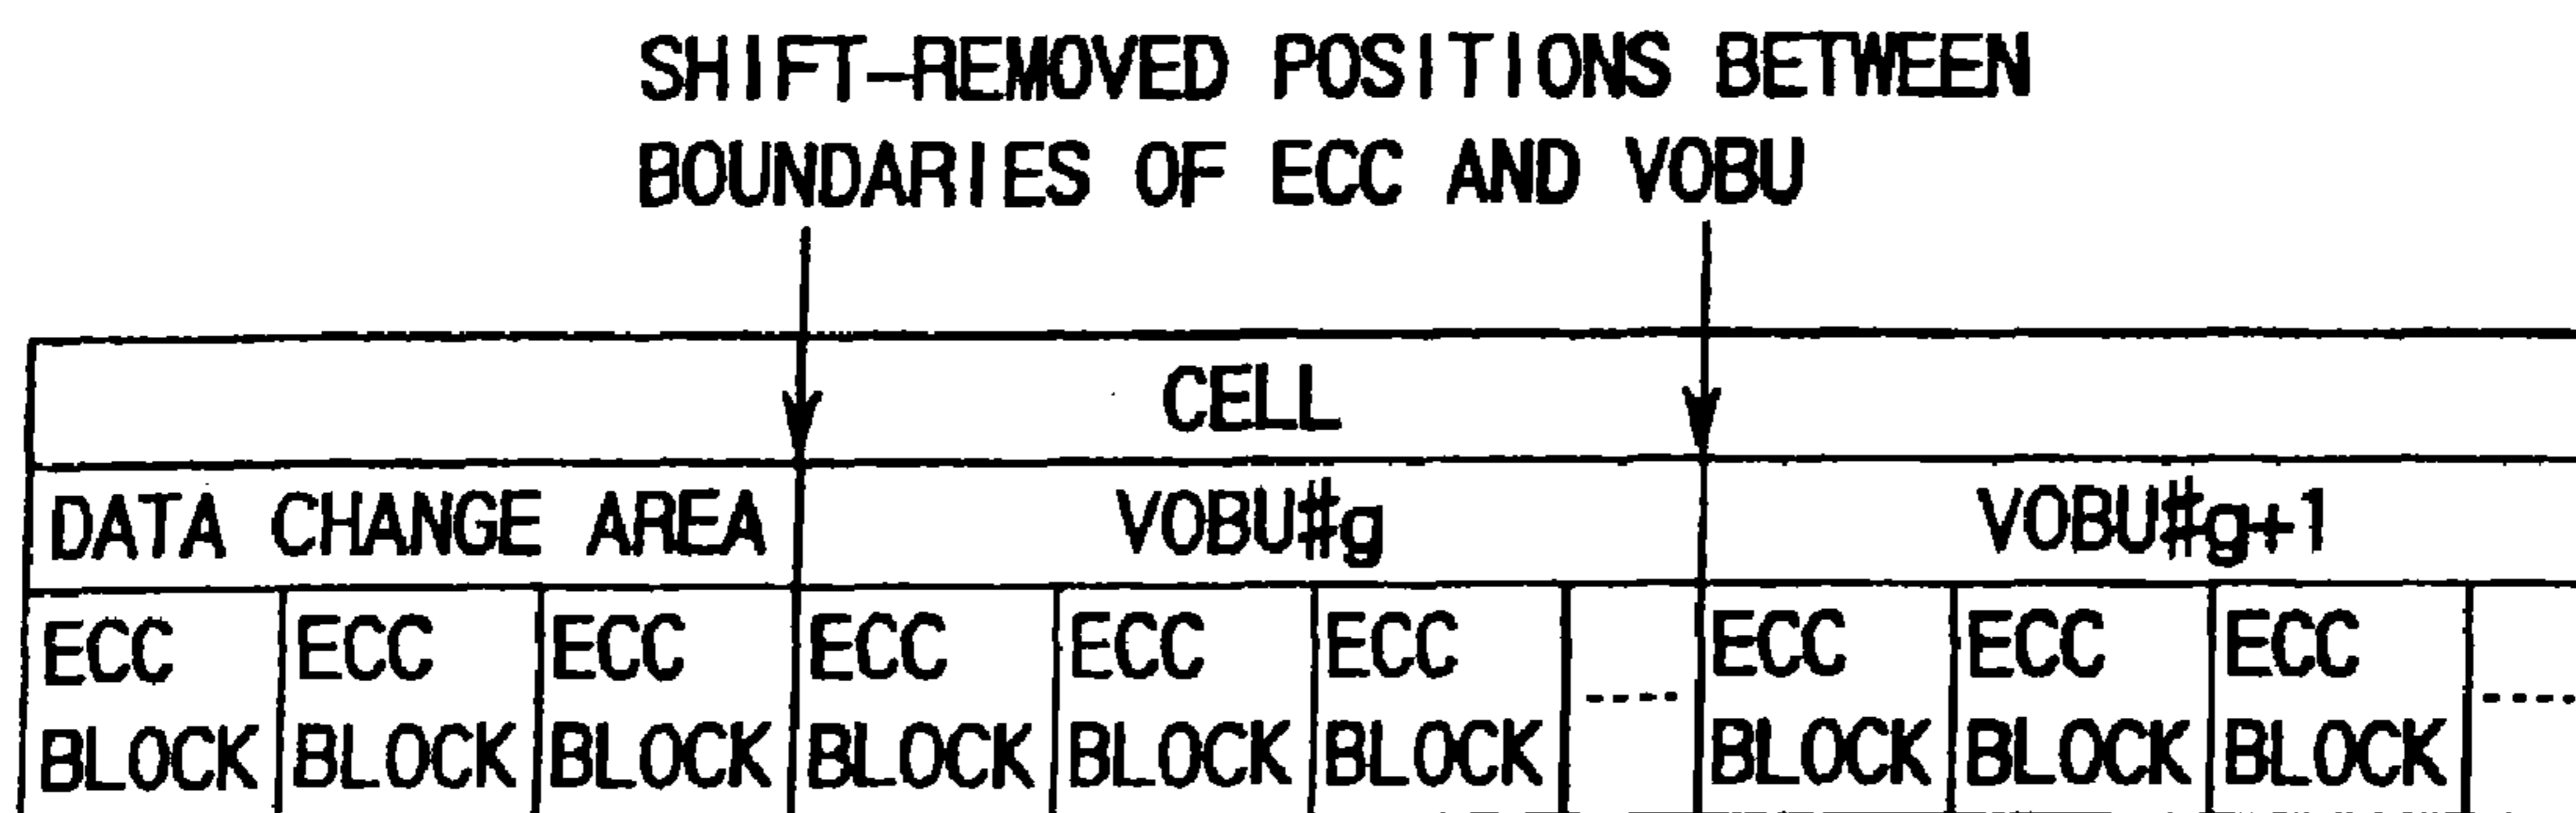 SHIFT-REMOVED POSITIONS BETWEEN
BOUNDARIES OF ECC AND VOBU
CELL
DATA CHANGE AREA VOBU#g VOBU#g+1
ECC ECC ECC ECC ECC ECC ECC ECC ECC
BLOCK BLOCK BLOCK BLOCK BLOCK BLOCK ---- BLOCK BLOCK BLOCK ----